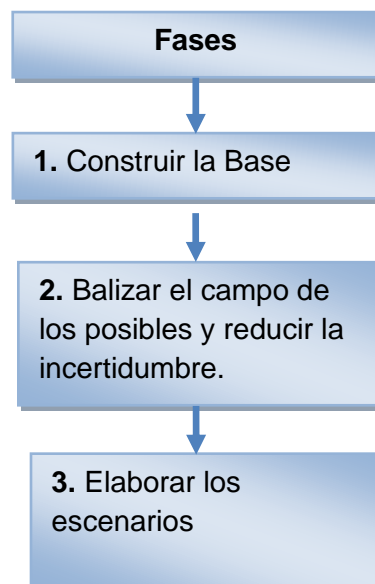 Fases
1. Construir la Base
2. Balizar el campo de
los posibles y reducir la
incertidumbre.
3. Elaborar los
escenarios